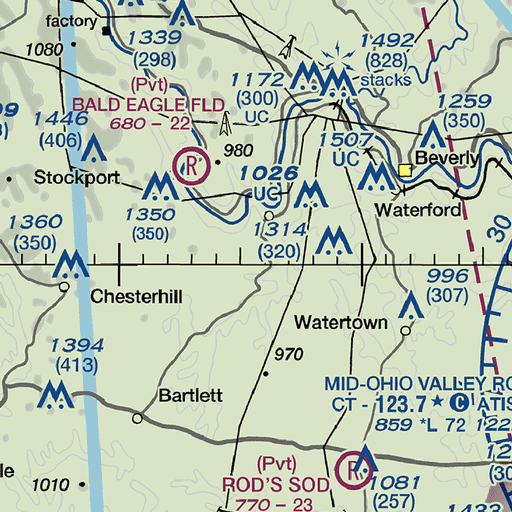 factory
1080
1339
(298)
1492
(828)
stacks
(Pvt)
BALD EAGLE FLD
680 - 22
1172
(300)
UC
1259
(350)
1446
(406)
980
1507
UC
Beverly
Stockport
1026
UC
1350
(350)
Waterford
1360
(350)
1314
(320)
30
Chesterhill
996
(307)
Watertown
1394
(413)
970
Bartlett
MID-OHIO VALLEY
CT - 123.7 * C ATIS
859 *L 72 122
(Pvt)
ROD'S SOD
770 - 23
R
R
1081
(257)
1010
1433